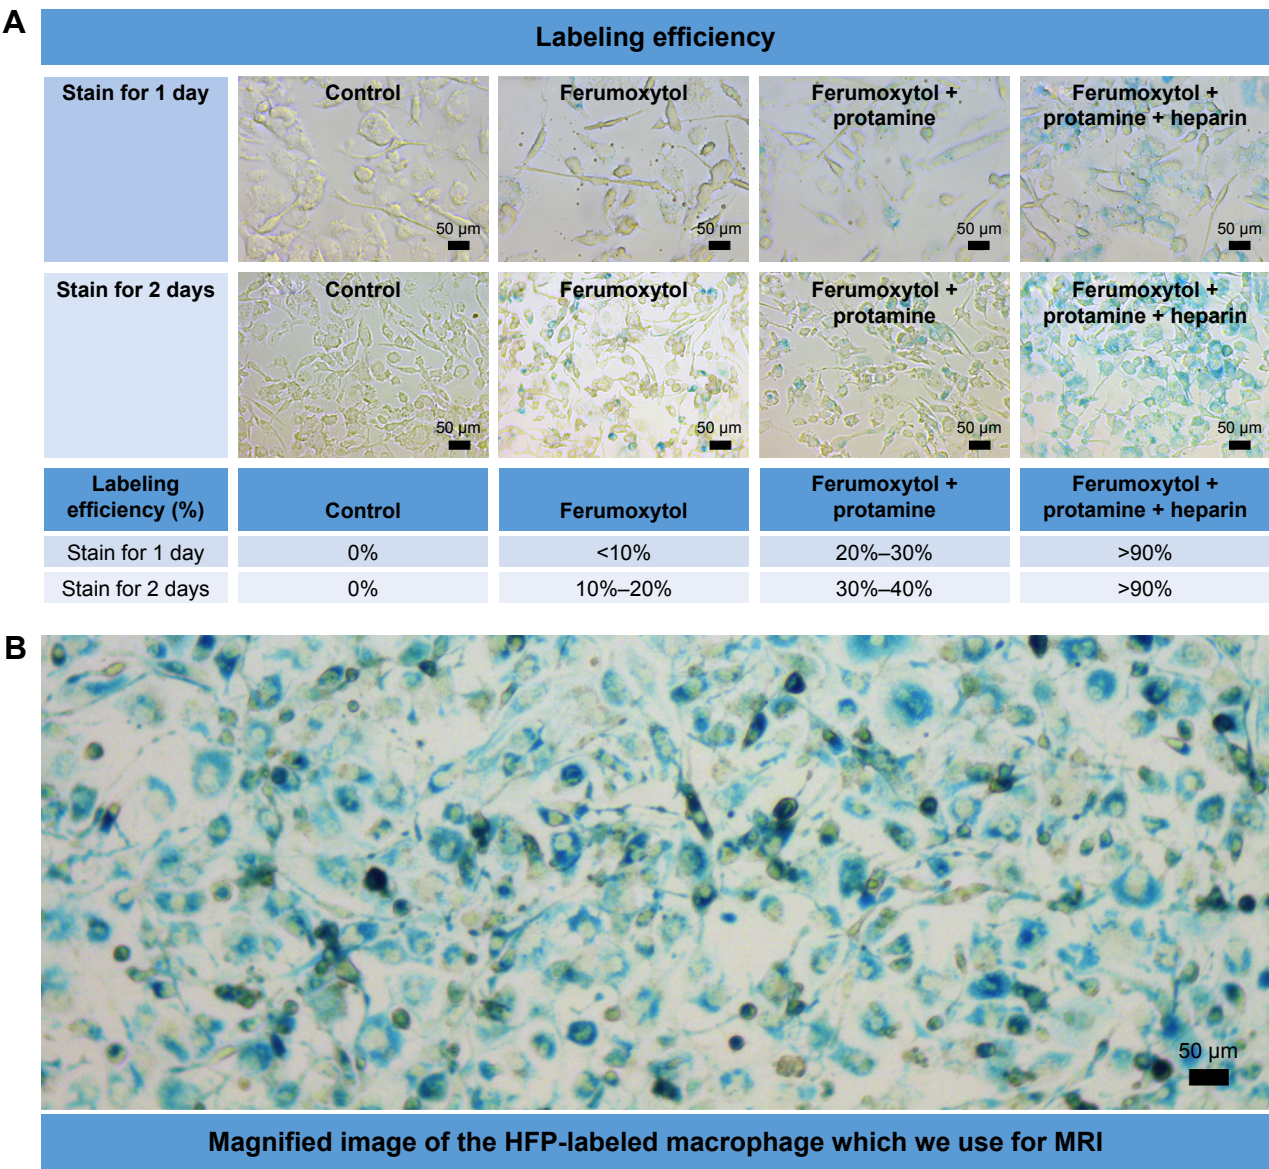 A
Labeling efficiency
Stain for 1 day
Control
Ferumoxytol
Ferumoxytol +
protamine
Ferumoxytol +
protamine + heparin
50 µm
50 µm
50 µm
50 µm
Stain for 2 days
Control
Ferumoxytol
Ferumoxytol +
protamine
Ferumoxytol +
protamine + heparin
50 µm
50 µm
50 µm
50 µm
Labeling
efficiency (%)
Control
Ferumoxytol
Ferumoxytol +
protamine
Ferumoxytol +
protamine + heparin
Stain for 1 day
0%
<10%
20%–30%
>90%
Stain for 2 days
0%
10%–20%
30%–40%
>90%
B
50 µm
Magnified image of the HFP-labeled macrophage which we use for MRI